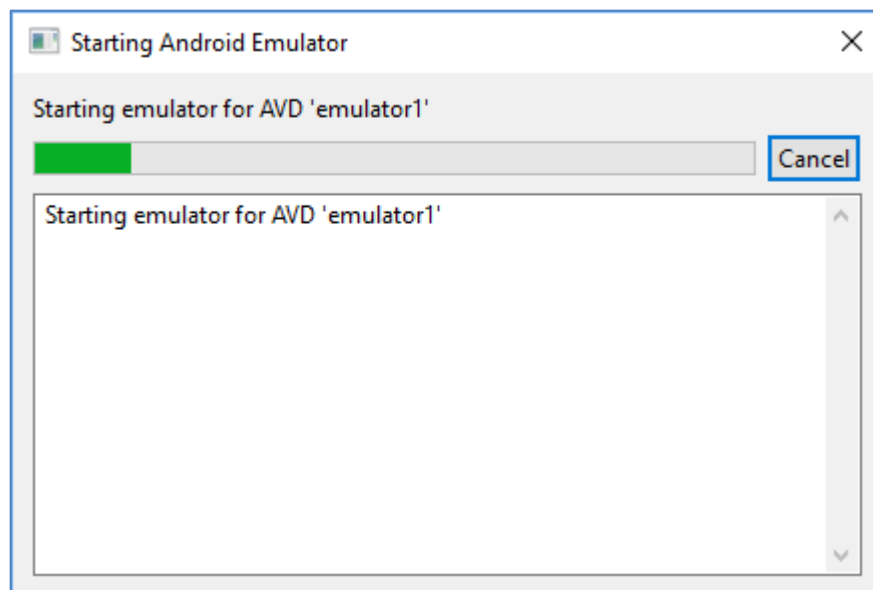 Starting Android Emulator
Starting emulator for AVD 'emulator1'
Cancel
Starting emulator for AVD 'emulator1'